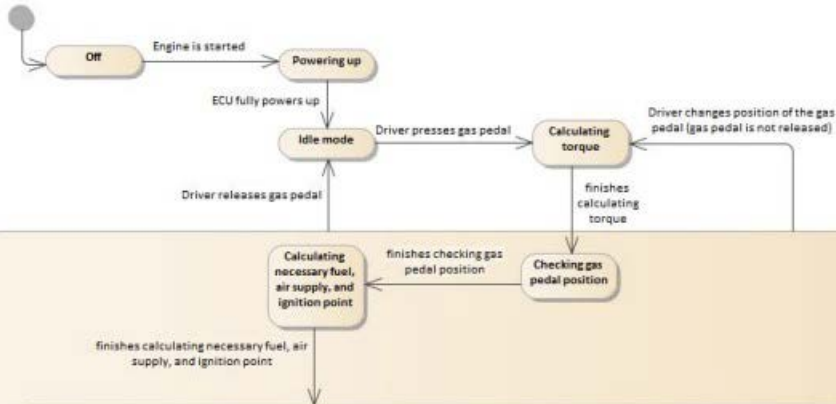 Off
Engine is started
Powering up
ECU fully powers up
Idle mode
Driver presses gas pedal
Calculating
torque
Driver changes position of the gas
pedal (gas pedal is not released)
Driver releases gas pedal
finishes
calculating
torque
Calculating
necessary fuel,
air supply, and
ignition point
finishes checking gas
pedal position
Checking gas
pedal position
finishes calculating necessary fuel, air
supply, and ignition point